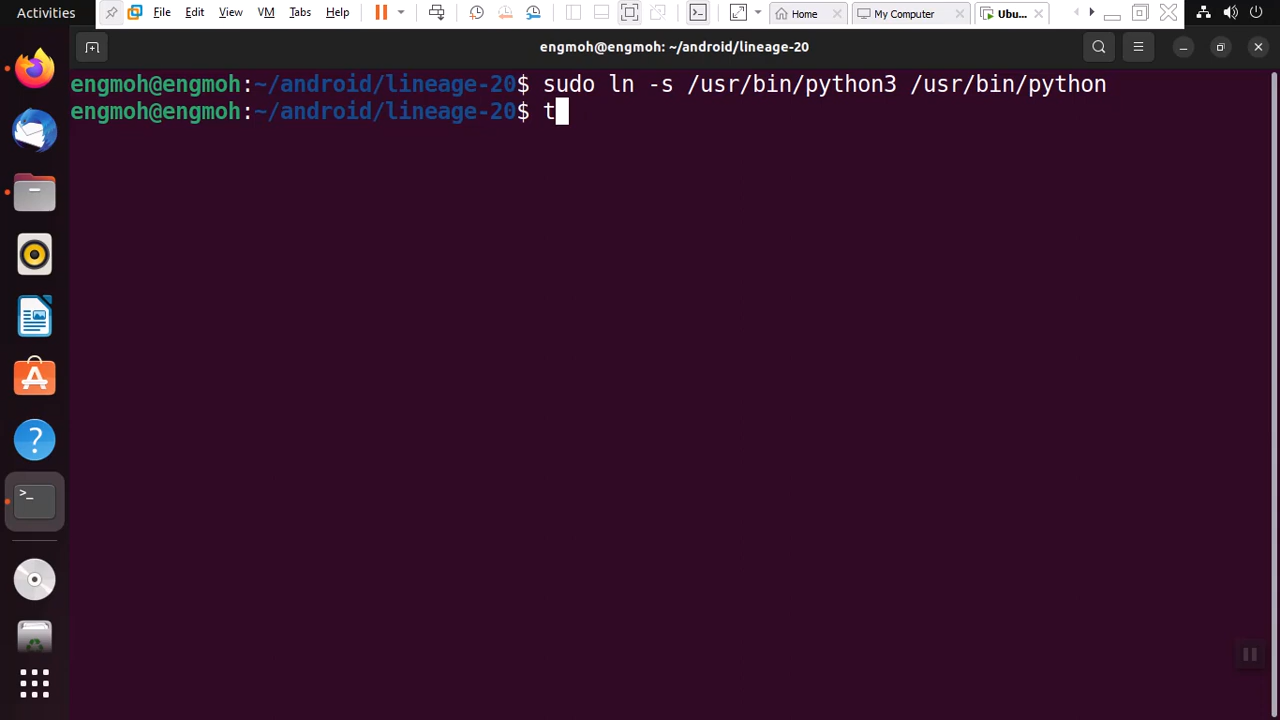 Activities
File Edit View VM Tabs Help
Home
My Computer
Ubu...
engmoh@engmoh: ~/android/lineage-20
engmoh@engmoh:~/android/lineage-20$ sudo ln -s /usr/bin/python3 /usr/bin/python
engmoh@engmoh:~/android/lineage-20$ t